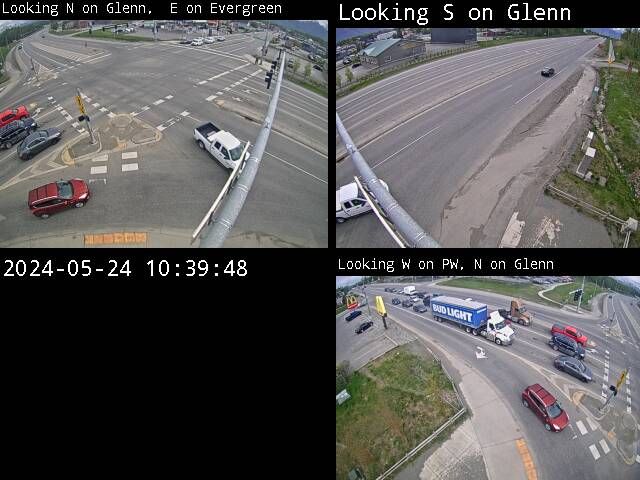 Looking N on Glenn,  E on Evergreen
Looking S on Glenn
2024-05-24 10:39:48
Looking W on PW, N on Glenn
BUD LIGHT